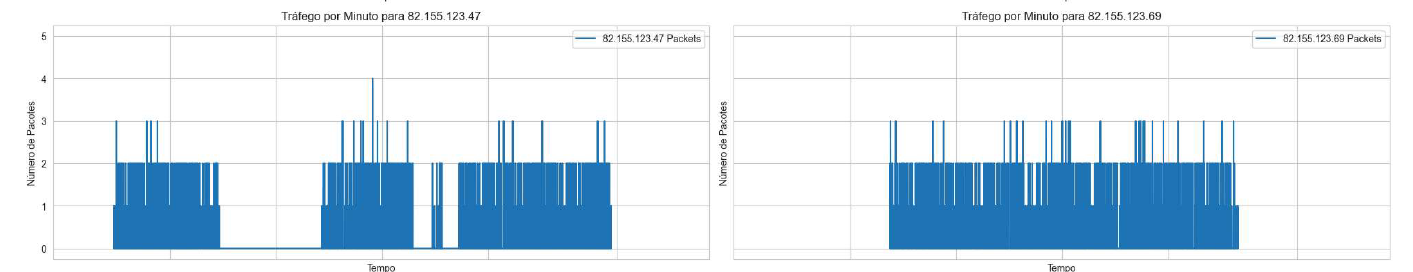 Tráfego por Minuto para 82.155.123.47
82.155.123.47 Packets
5
4
3
2
1
0
Número de Pacotes
Tempo
Tráfego por Minuto para 82.155.123.69
82.155.123.69 Packets
Número de Pacotes
Tempo